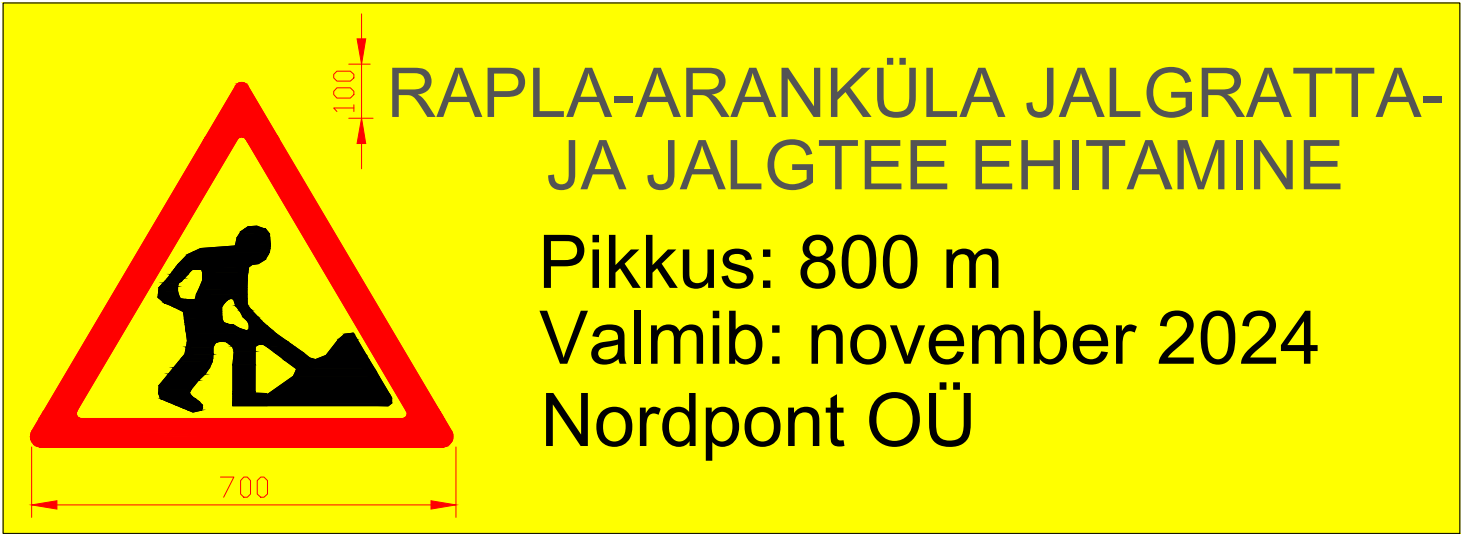 100
RAPLA-ARANKÜLA JALGRATTA-
JA JALGTEE EHITAMINE
Pikkus: 800 m
Valmib: november 2024
Nordpont OÜ
700